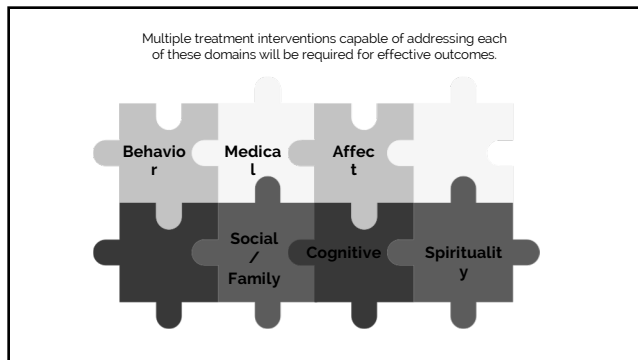 Multiple treatment interventions capable of addressing each
of these domains will be required for effective outcomes.
Behavio
r
Medica
l
Affec
t
Social
/
Family
Cognitive
Spiritualit
y